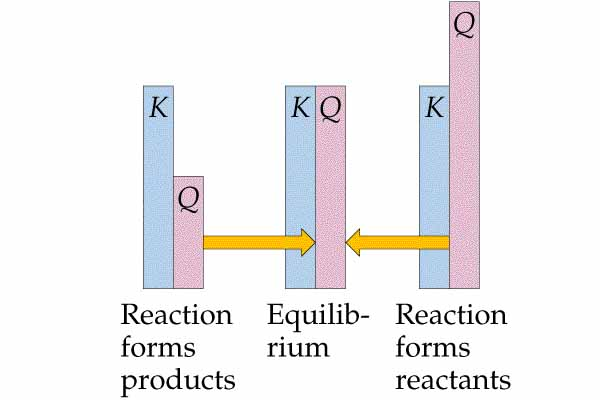 K Q
K Q
K Q
Reaction forms products
Equilib-
rium
Reaction forms reactants